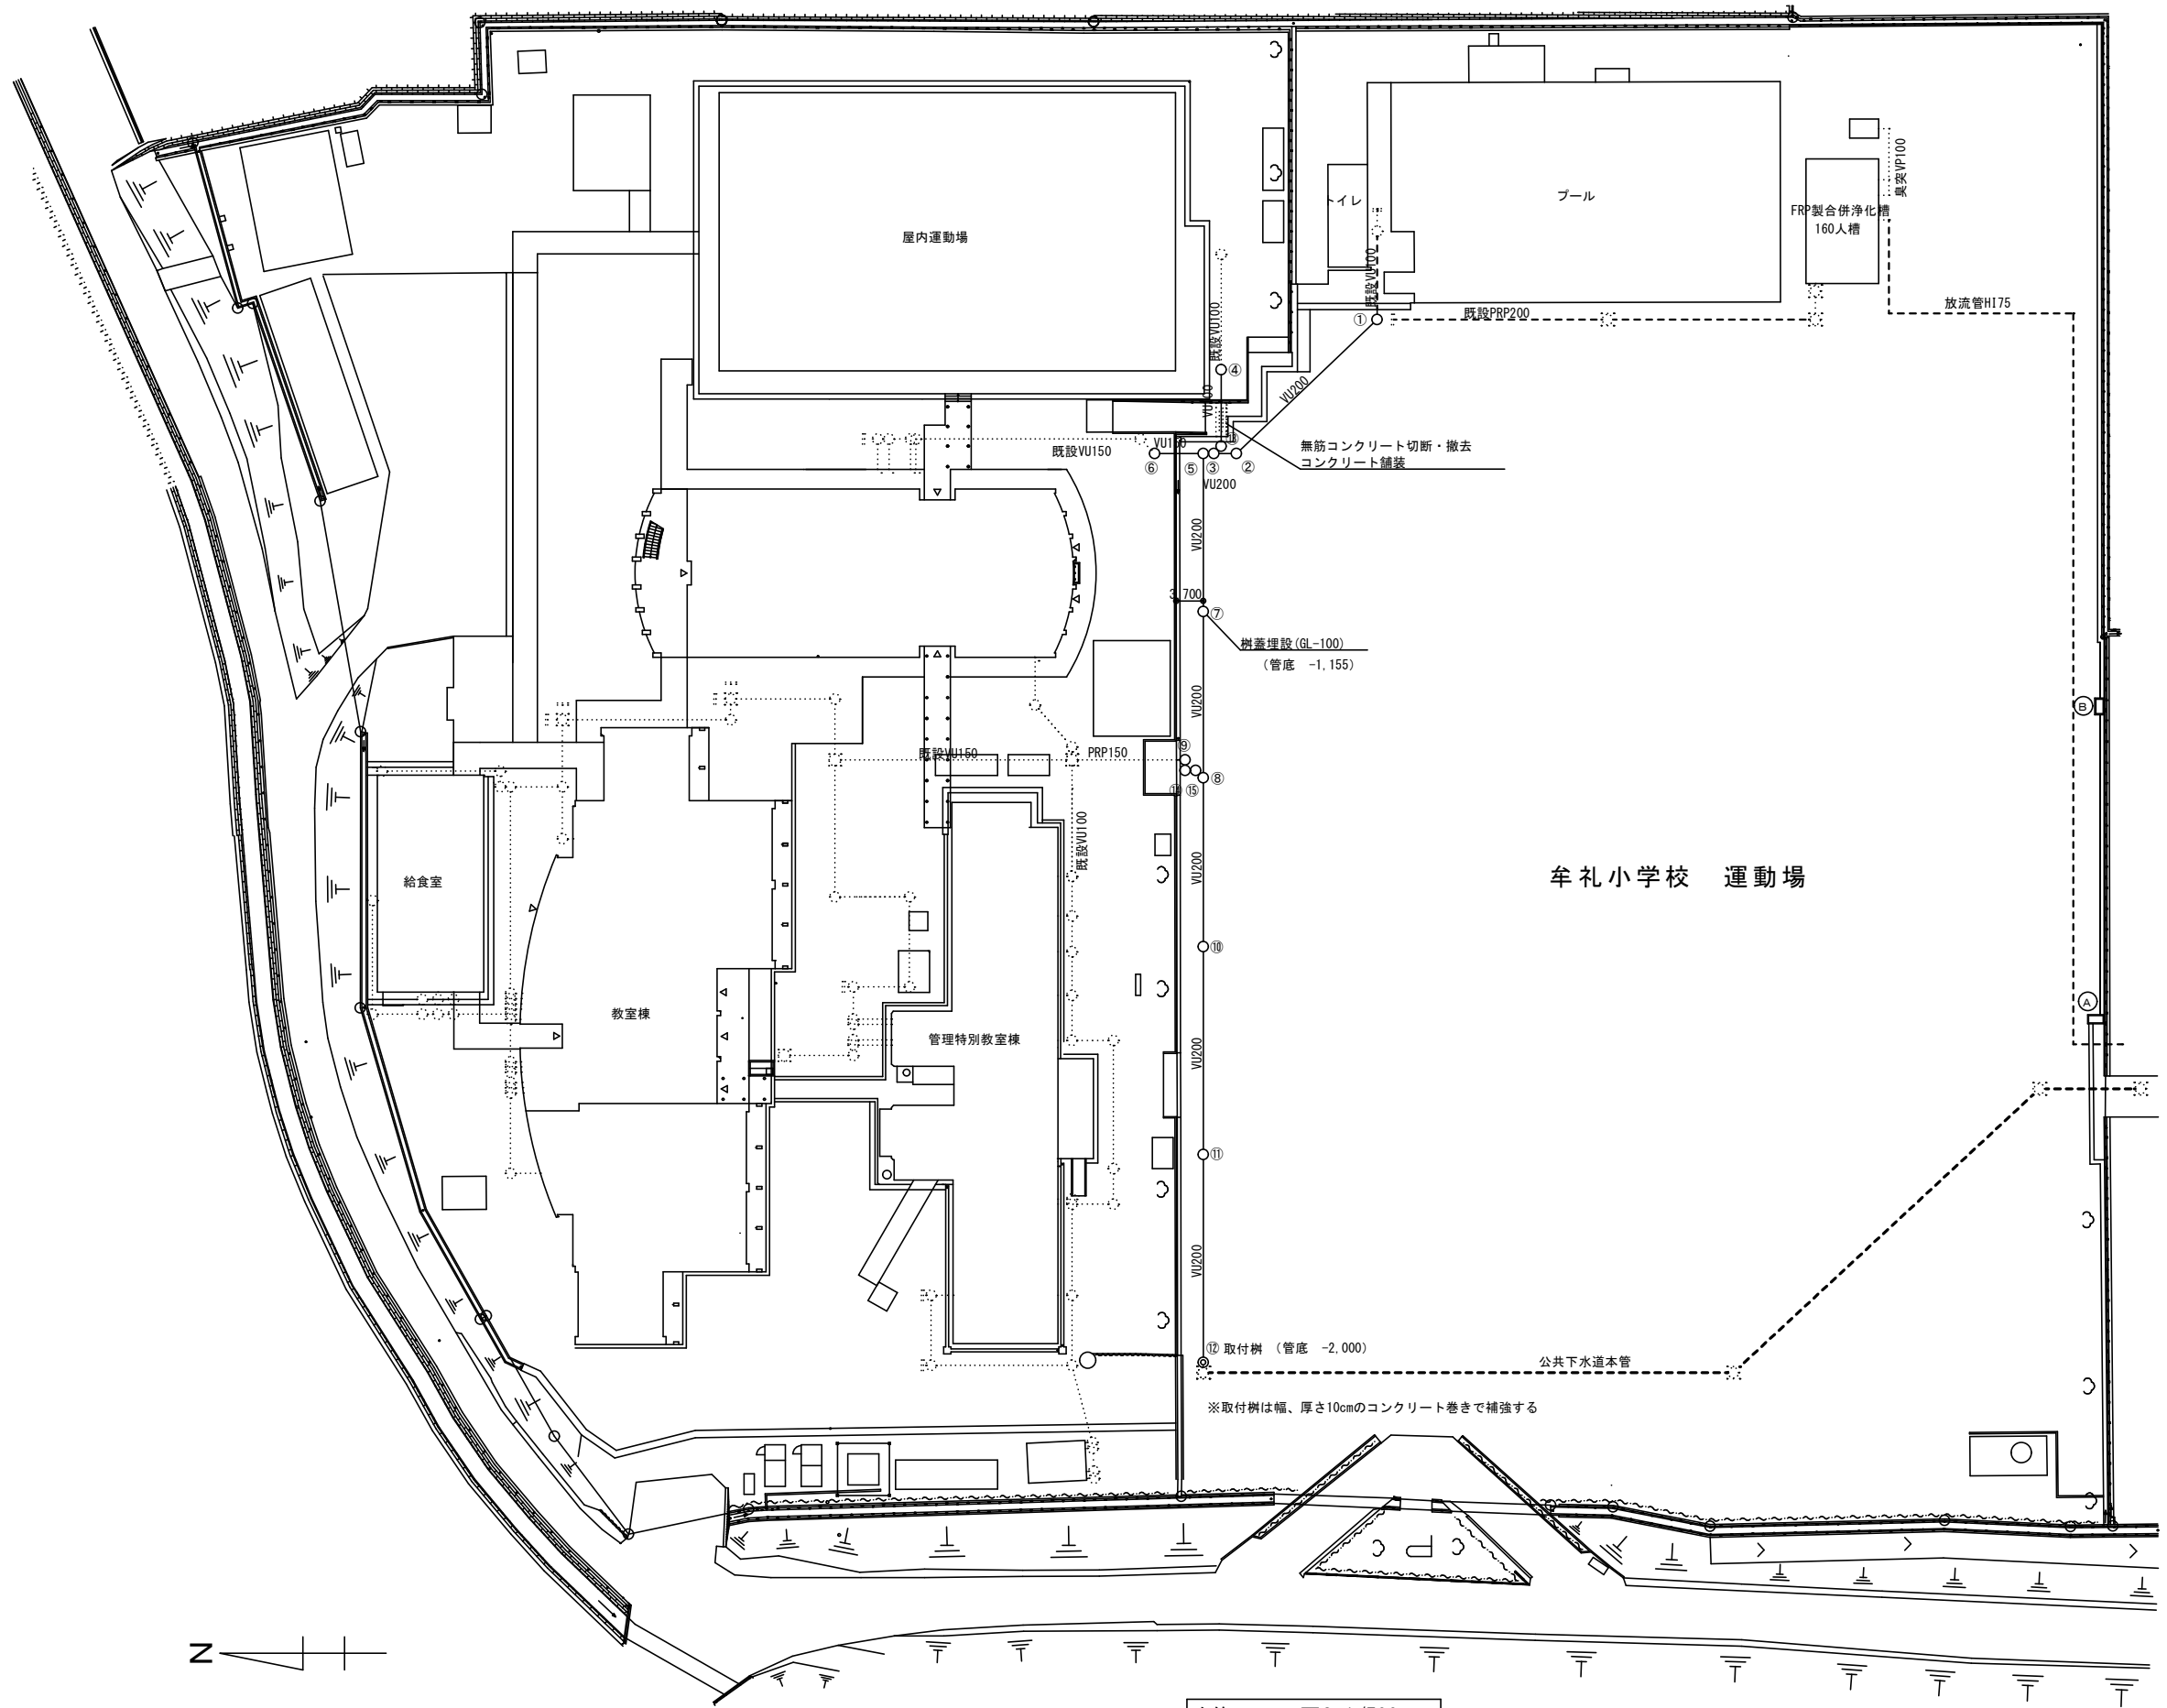 臭突VP100
トイレ
プール
FRP製合併浄化槽
160人槽
屋内運動場
既設VU100
放流管HI75
既設PRP200
①
既設VU100
④
VU200
無筋コンクリート切断・撤去
コンクリート舗装
既設VU150
VU150
⑥
⑤
③
②
VU200
VU200
3,700
⑦
桝蓋埋設(GL-100)
(管底 -1,155)
VU200
B
既設VU150
PRP150
⑨
⑧
⑮
既設VU100
VU200
給食室
牟礼小学校 運動場
⑩
A
教室棟
管理特別教室棟
VU200
⑪
VU200
⑫ 取付桝 (管底 -2,000)
公共下水道本管
※取付桝は幅、厚さ10cmのコンクリート巻きで補強する
N